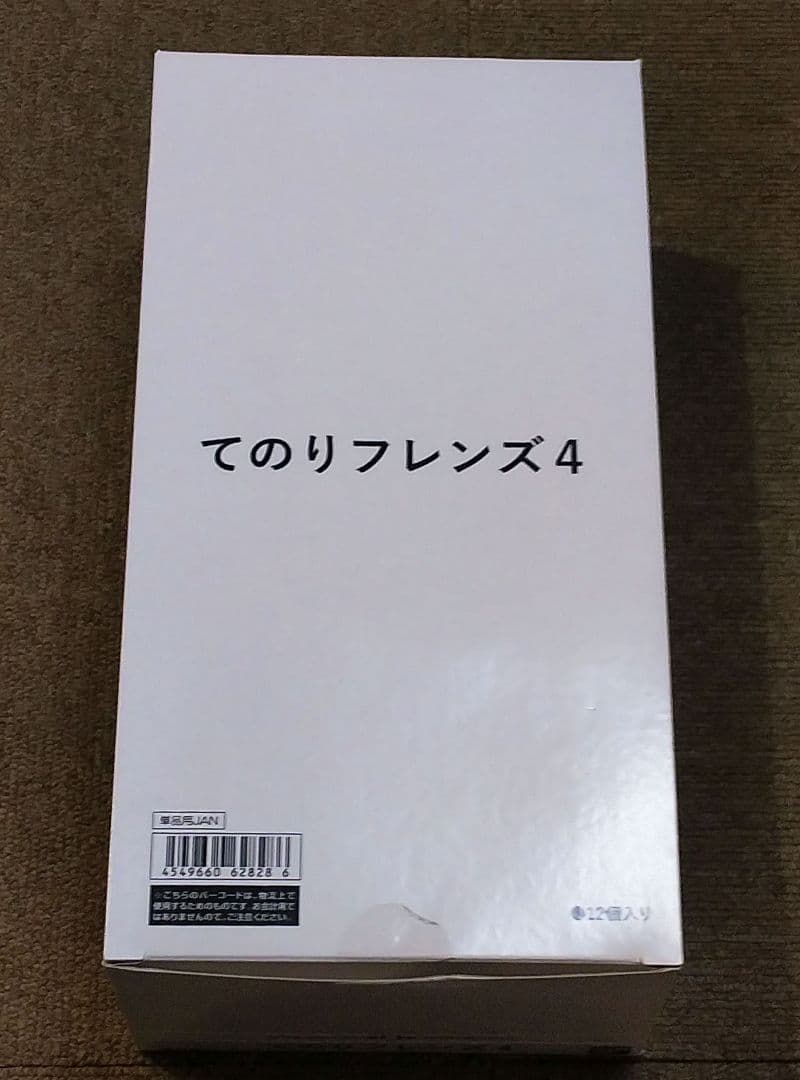 てのりフレンズ4
単品用JAN
4549660 62828 6
※こちらのバーコードは、物流上で
使用するためのものです。お会計用で
はありませんので、ご注意ください。
●12個入り